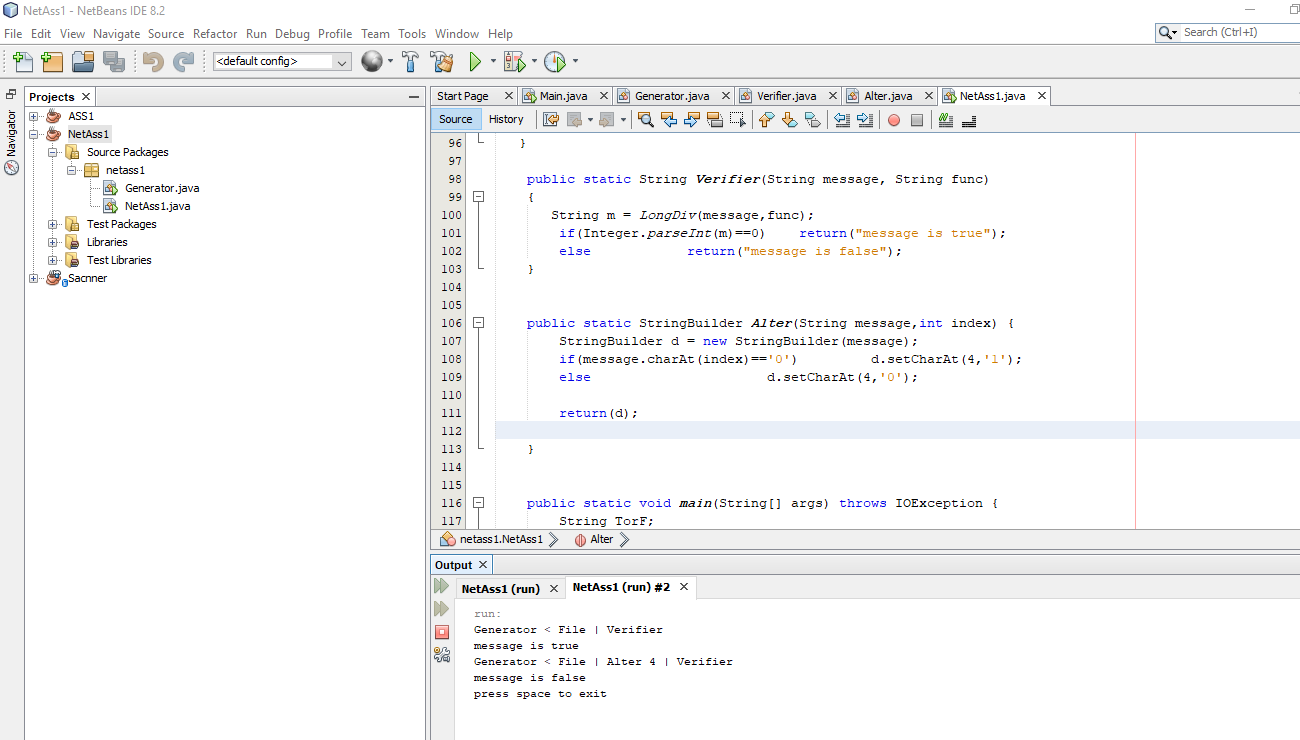 NetAss1 - NetBeans IDE 8.2
File Edit View Navigate Source Refactor Run Debug Profile Team Tools Window Help
Search (Ctrl+I)
<default config>
Projects
Navigator
ASS1
NetAss1
Source Packages
netass1
Generator.java
NetAss1.java
Test Packages
Libraries
Test Libraries
Sacnner
Start Page Main.java Generator.java Verifier.java Alter.java NetAss1.java
Source History
96 }
97
98 public static String Verifier(String message, String func)
99 {
100 String m = LongDiv(message,func);
101 if(Integer.parseInt(m)==0) return("message is true");
102 else return("message is false");
103 }
104
105
106 public static StringBuilder Alter(String message,int index) {
107 StringBuilder d = new StringBuilder(message);
108 if(message.charAt(index)=='0') d.setCharAt(4,'1');
109 else d.setCharAt(4,'0');
110
111 return(d);
112
113 }
114
115
116 public static void main(String[] args) throws IOException {
117 String TorF;
netass1.NetAss1 Alter
Output
NetAss1 (run) NetAss1 (run) #2
run:
Generator < File | Verifier
message is true
Generator < File | Alter 4 | Verifier
message is false
press space to exit